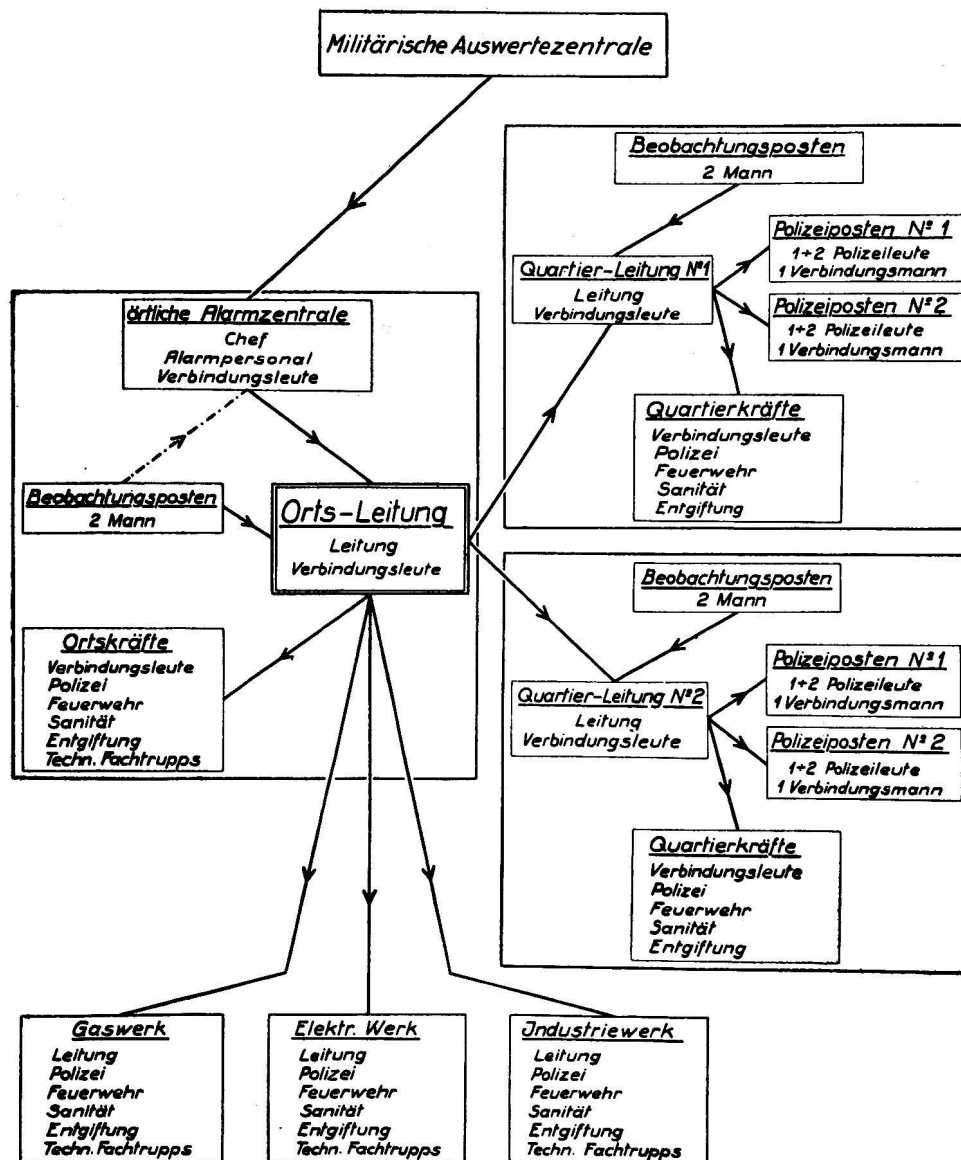 Militärische Auswertezentrale
örtliche Alarmzentrale
Chef
Alarmpersonal
Verbindungsleute
Beobachtungsposten
2 Mann
Orts-Leitung
Leitung
Verbindungsleute
Ortskräfte
Verbindungsleute
Polizei
Feuerwehr
Sanität
Entgiftung
Techn. Fachtrupps
Beobachtungsposten
2 Mann
Quartier-Leitung Nº1
Leitung
Verbindungsleute
Polizeiposten Nº 1
1+2 Polizeileute
1 Verbindungsmann
Polizeiposten Nº 2
1+2 Polizeileute
1 Verbindungsmann
Quartierkräfte
Verbindungsleute
Polizei
Feuerwehr
Sanität
Entgiftung
Beobachtungsposten
2 Mann
Quartier-Leitung Nº2
Leitung
Verbindungsleute
Polizeiposten Nº1
1+2 Polizeileute
1 Verbindungsmann
Polizeiposten Nº 2
1+2 Polizeileute
1 Verbindungsmann
Quartierkräfte
Verbindungsleute
Polizei
Feuerwehr
Sanität
Entgiftung
Gaswerk
Leitung
Polizei
Feuerwehr
Sanität
Entgiftung
Techn. Fachtrupps
Elektr. Werk
Leitung
Polizei
Feuerwehr
Sanität
Entgiftung
Techn. Fachtrupps
Industriewerk
Leitung
Polizei
Feuerwehr
Sanität
Entgiftung
Techn. Fachtrupps